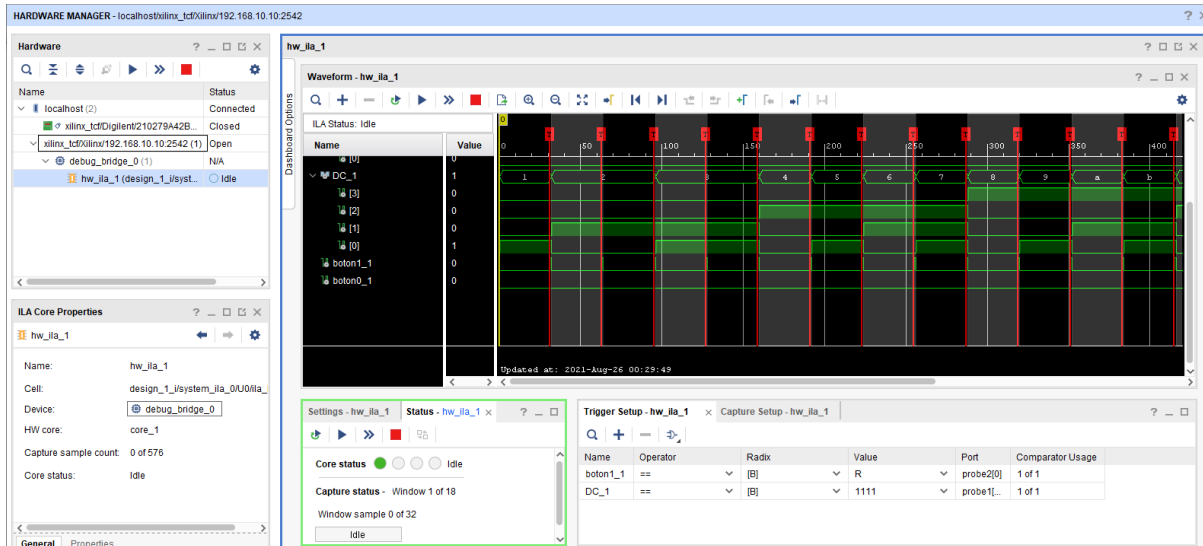 HARDWARE MANAGER - localhost/xilinx_tcf/Xilinx/192.168.10.10:2542
Hardware
Name Status
localhost (2) Connected
xilinx_tcf/Digilent/210279A42B... Closed
xilinx_tcf/Xilinx/192.168.10.10:2542 (1) Open
debug_bridge_0 (1) N/A
hw_ila_1 (design_1_i/syst... Idle
ILA Core Properties
hw_ila_1
Name: hw_ila_1
Cell: design_1_i/system_ila_0/U0/ila_
Device: debug_bridge_0
HW core: core_1
Capture sample count: 0 of 576
Core status: Idle
General Properties
hw_ila_1
Dashboard Options
Waveform - hw_ila_1
ILA Status: Idle
Name Value
0
0 50 100 150 200 250 300 350 400
[0] 0
DC_1 1 1 2 3 4 5 6 7 8 9 a b
[3] 0
[2] 0
[1] 0
[0] 1
boton1_1 0
boton0_1 0
Updated at: 2021-Aug-26 00:29:49
Settings - hw_ila_1 Status - hw_ila_1
Core status Idle
Capture status - Window 1 of 18
Window sample 0 of 32
Idle
Trigger Setup - hw_ila_1 Capture Setup - hw_ila_1
Name Operator Radix Value Port Comparator Usage
boton1_1 == [B] R probe2[0] 1 of 1
DC_1 == [B] 1111 probe1[... 1 of 1